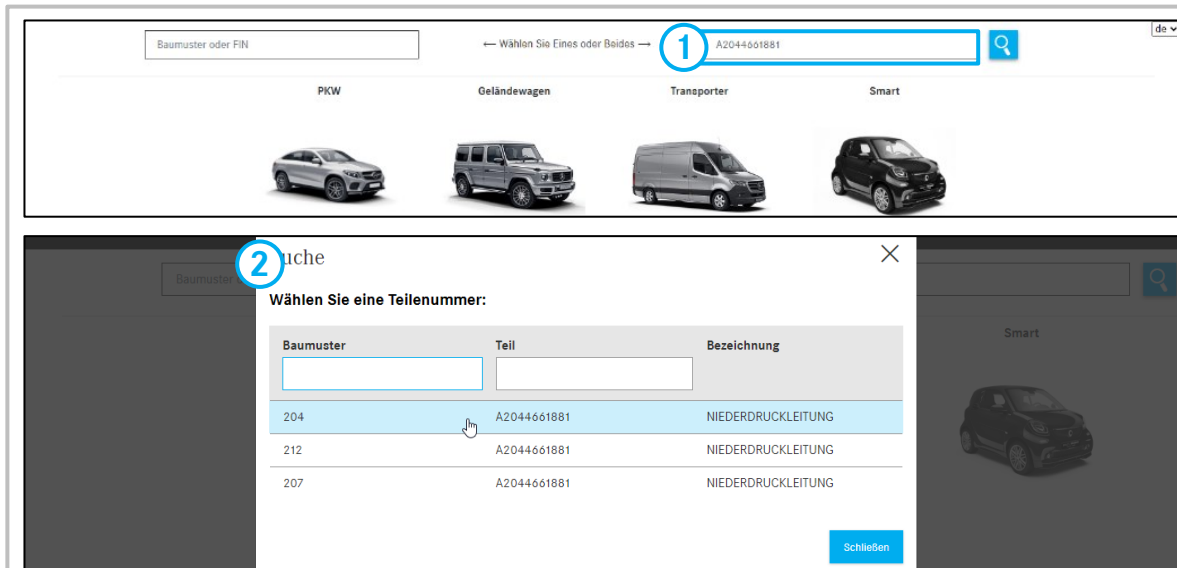 Baumuster oder FIN
← Wählen Sie Eines oder Beides →
1
A2044661881
de
PKW
Geländewagen
Transporter
Smart
2
uche
Baumuster
Wählen Sie eine Teilenummer:
Smart
Baumuster Teil Bezeichnung
204 A2044661881 NIEDERDRUCKLEITUNG
212 A2044661881 NIEDERDRUCKLEITUNG
207 A2044661881 NIEDERDRUCKLEITUNG
Schließen